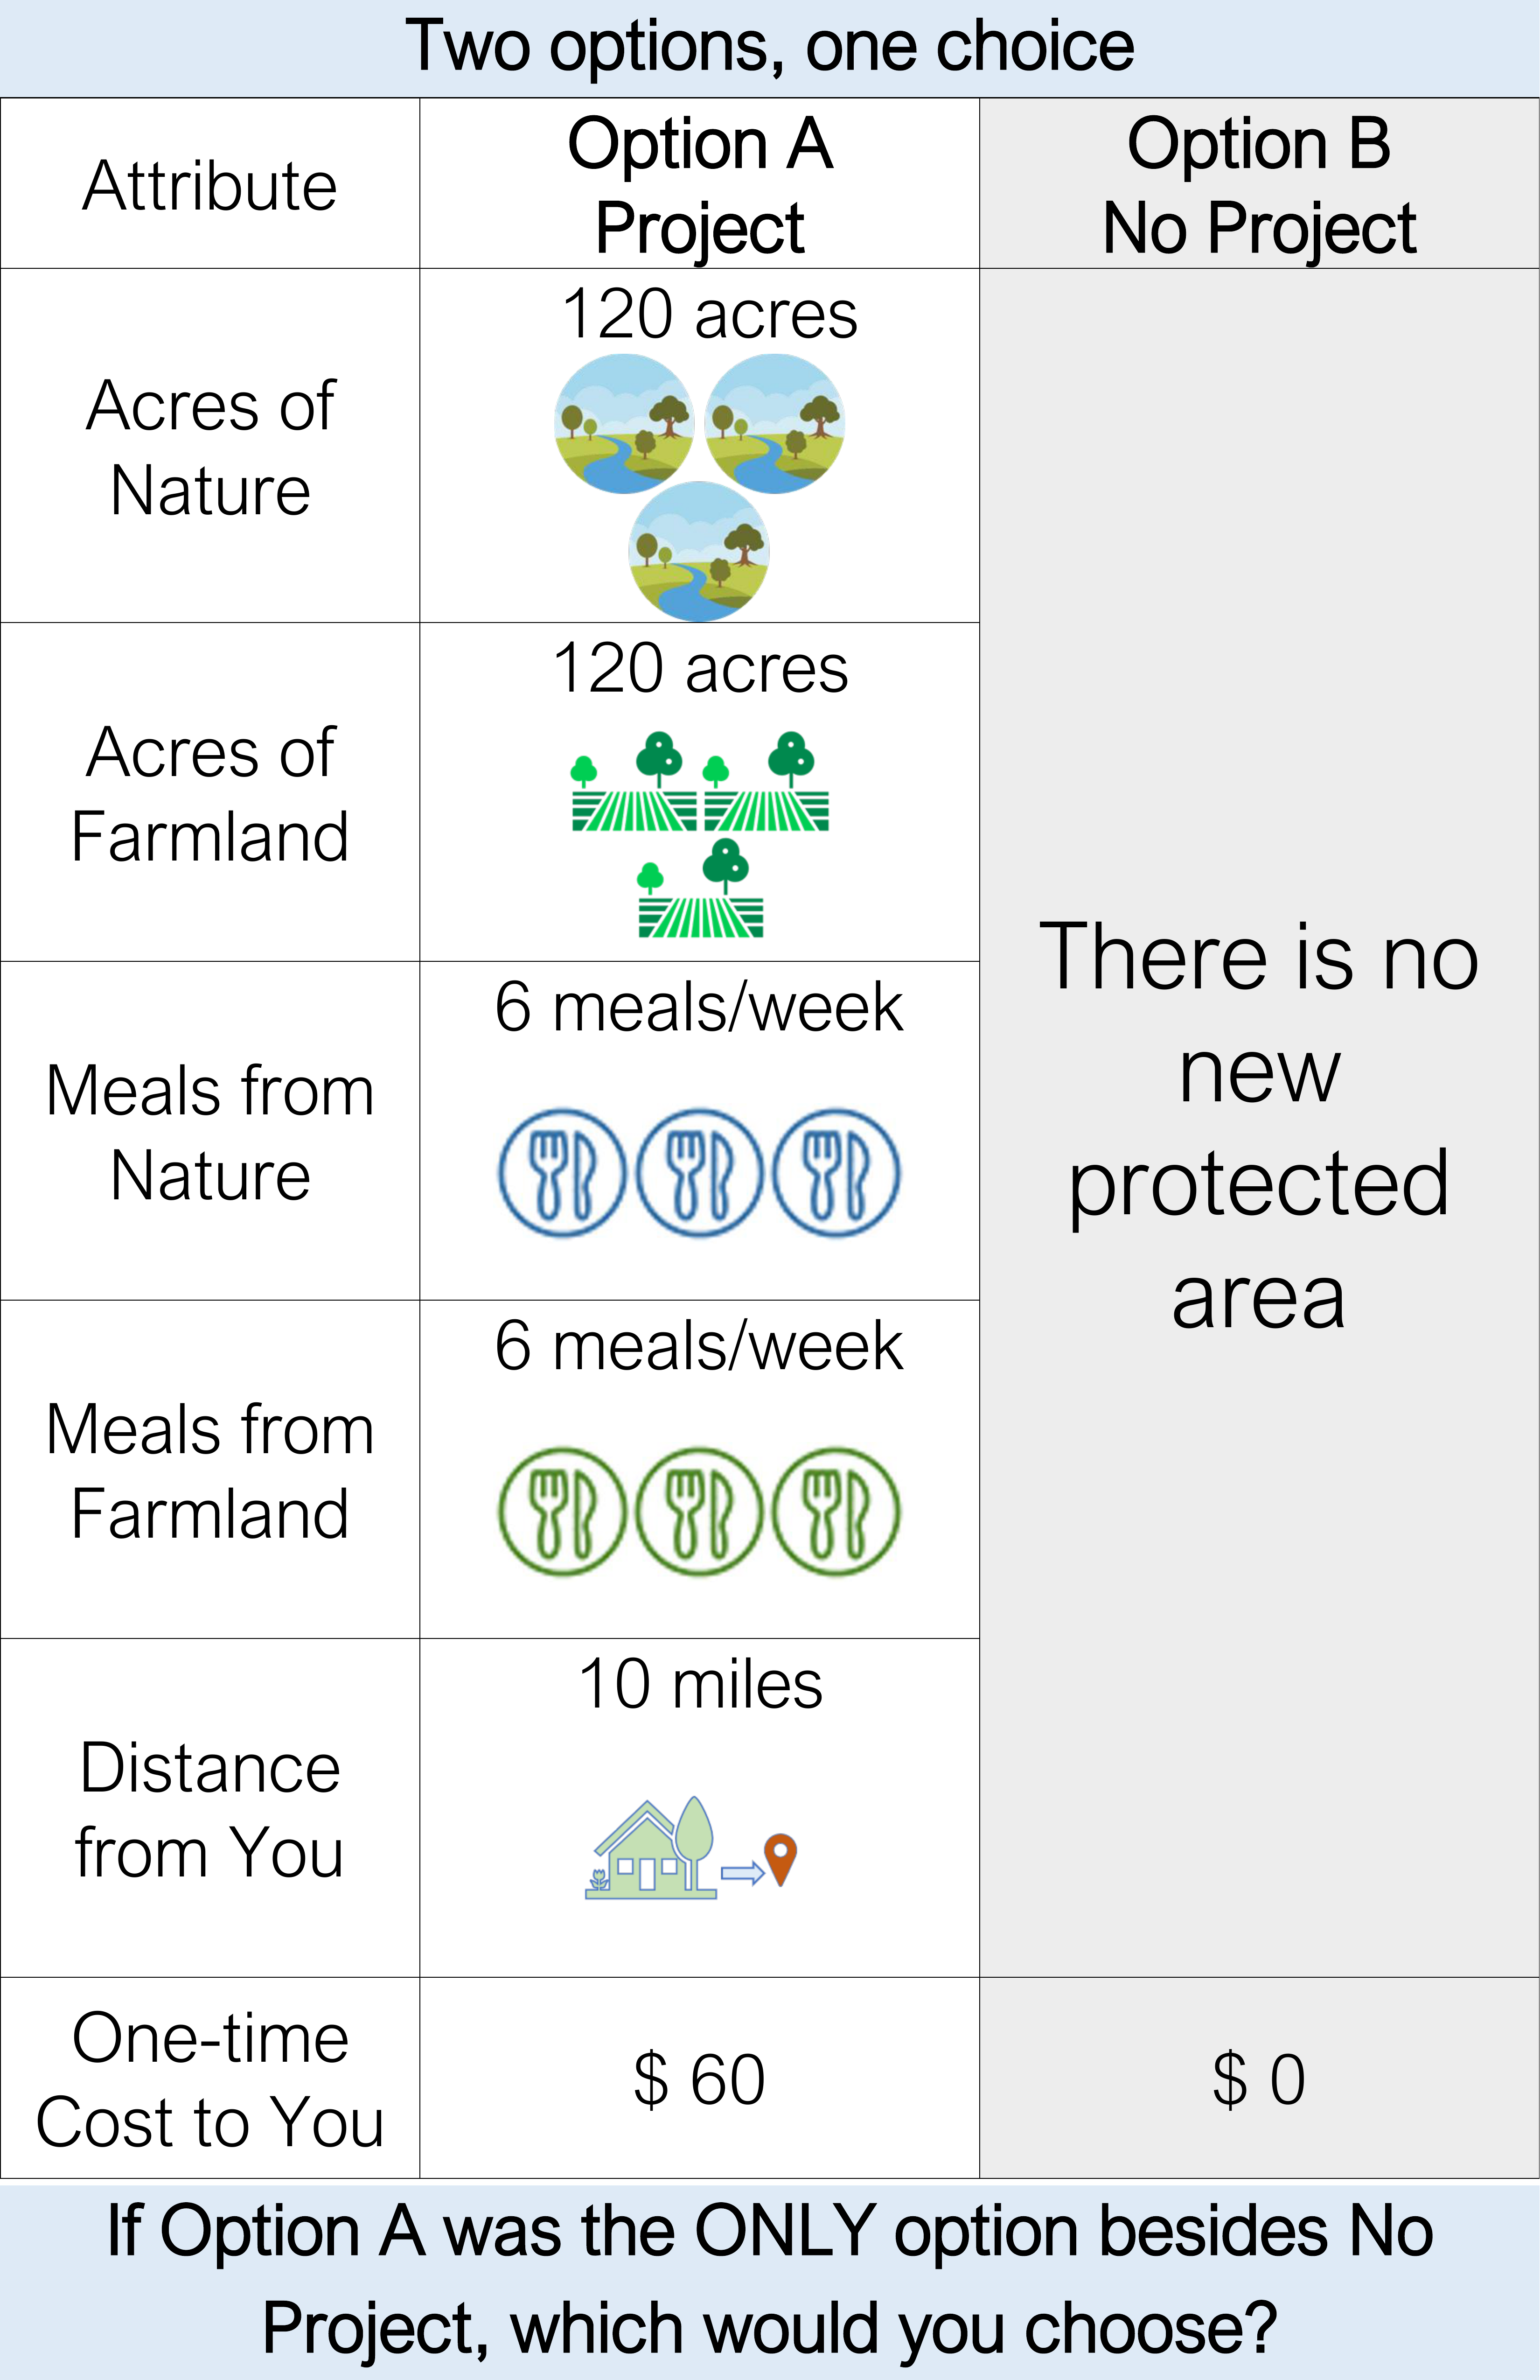 Two options, one choice
Attribute
Option A
Project
Option B
No Project
Acres of
Nature
120 acres
Acres of
Farmland
120 acres
Meals from
Nature
6 meals/week
Meals from
Farmland
6 meals/week
Distance
from You
10 miles
There is no
new
protected
area
One-time
Cost to You
$ 60
$ 0
If Option A was the ONLY option besides No
Project, which would you choose?